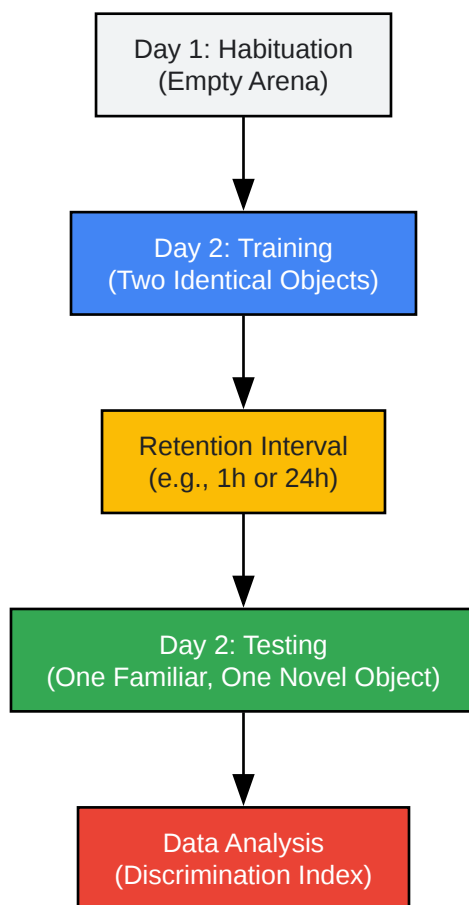 Day 1: Habituation
(Empty Arena)
Day 2: Training
(Two Identical Objects)
Retention Interval
(e.g., 1h or 24h)
Day 2: Testing
(One Familiar, One Novel Object)
Data Analysis
(Discrimination Index)